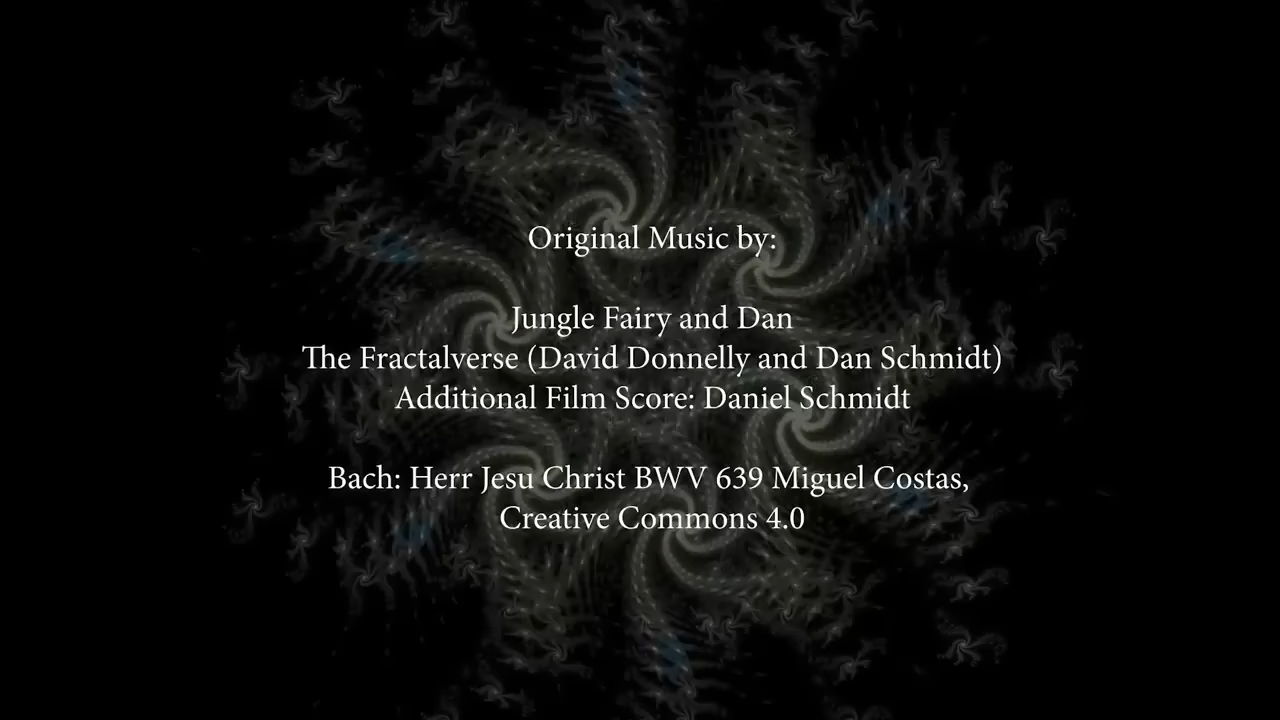 Original Music by:
Jungle Fairy and Dan
The Fractalverse (David Donnelly and Dan Schmidt)
Additional Film Score: Daniel Schmidt
Bach: Herr Jesu Christ BWV 639 Miguel Costas,
Creative Commons 4.0